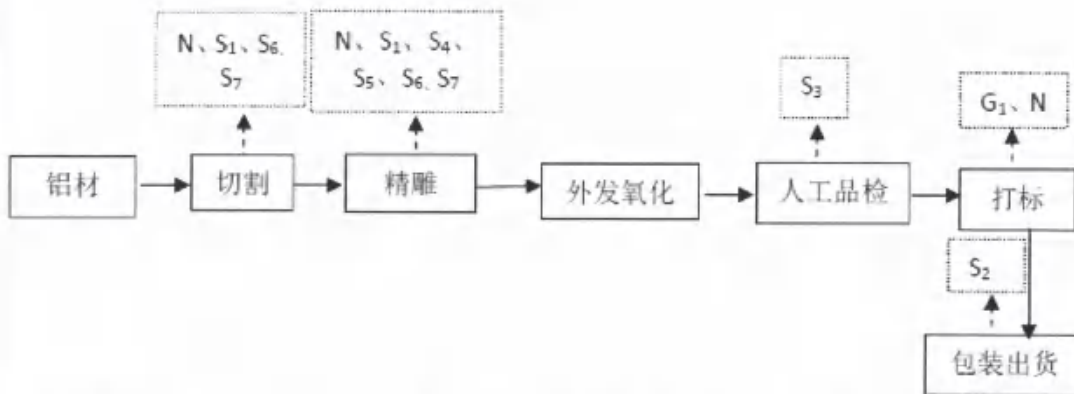 N、S₁、S₆、
S₇
N、S₁、S₄、
S₅、S₆、S₇
S₃
G₁、N
铝材
切割
精雕
外发氧化
人工品检
打标
S₂
包装出货